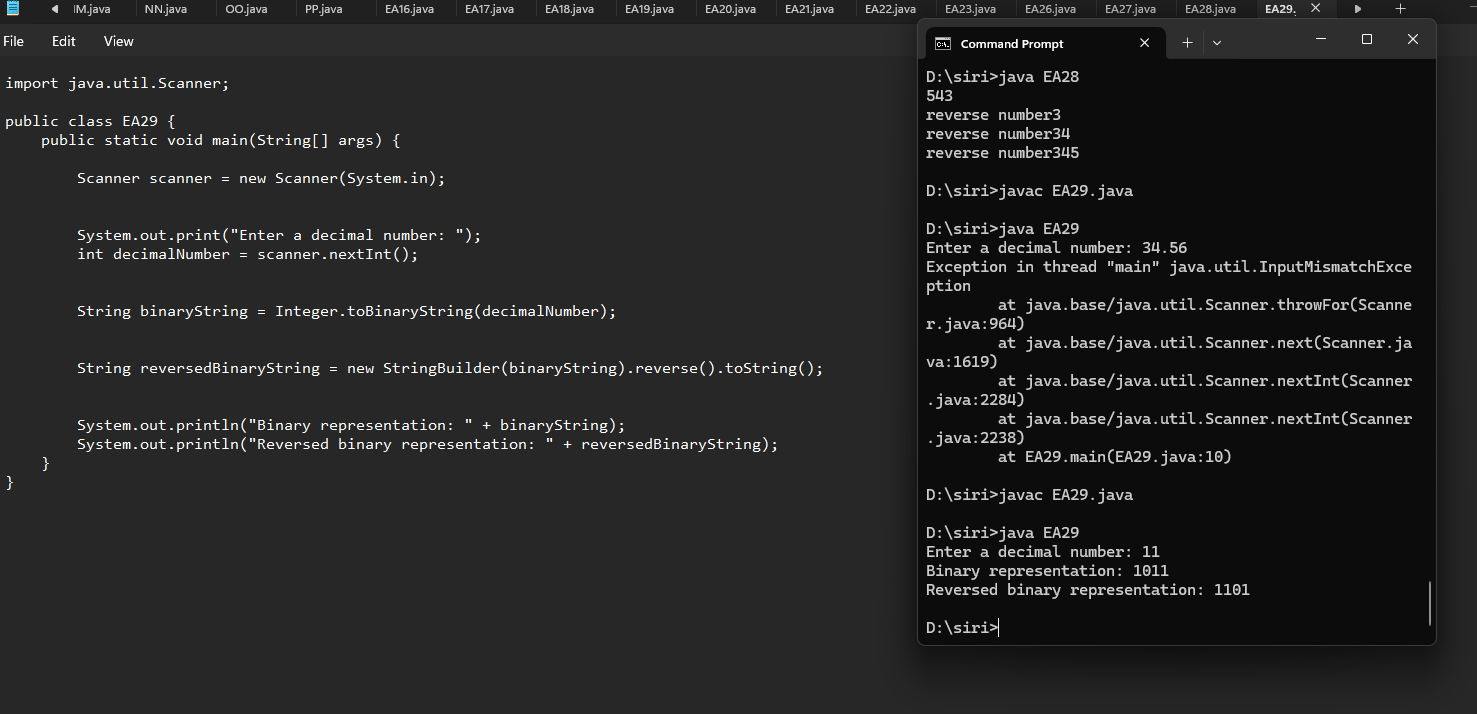 IM.java NN.java OO.java PP.java EA16.java EA17.java EA18.java EA19.java EA20.java EA21.java EA22.java EA23.java EA26.java EA27.java EA28.java EA29.
File Edit View
import java.util.Scanner;
public class EA29 {
    public static void main(String[] args) {
        Scanner scanner = new Scanner(System.in);
        System.out.print("Enter a decimal number: ");
        int decimalNumber = scanner.nextInt();
        String binaryString = Integer.toBinaryString(decimalNumber);
        String reversedBinaryString = new StringBuilder(binaryString).reverse().toString();
        System.out.println("Binary representation: " + binaryString);
        System.out.println("Reversed binary representation: " + reversedBinaryString);
    }
}
Command Prompt
D:\siri>java EA28
543
reverse number3
reverse number34
reverse number345
D:\siri>javac EA29.java
D:\siri>java EA29
Enter a decimal number: 34.56
Exception in thread "main" java.util.InputMismatchExce
ption
        at java.base/java.util.Scanner.throwFor(Scanne
r.java:964)
        at java.base/java.util.Scanner.next(Scanner.ja
va:1619)
        at java.base/java.util.Scanner.nextInt(Scanner
.java:2284)
        at java.base/java.util.Scanner.nextInt(Scanner
.java:2238)
        at EA29.main(EA29.java:10)
D:\siri>javac EA29.java
D:\siri>java EA29
Enter a decimal number: 11
Binary representation: 1011
Reversed binary representation: 1101
D:\siri>